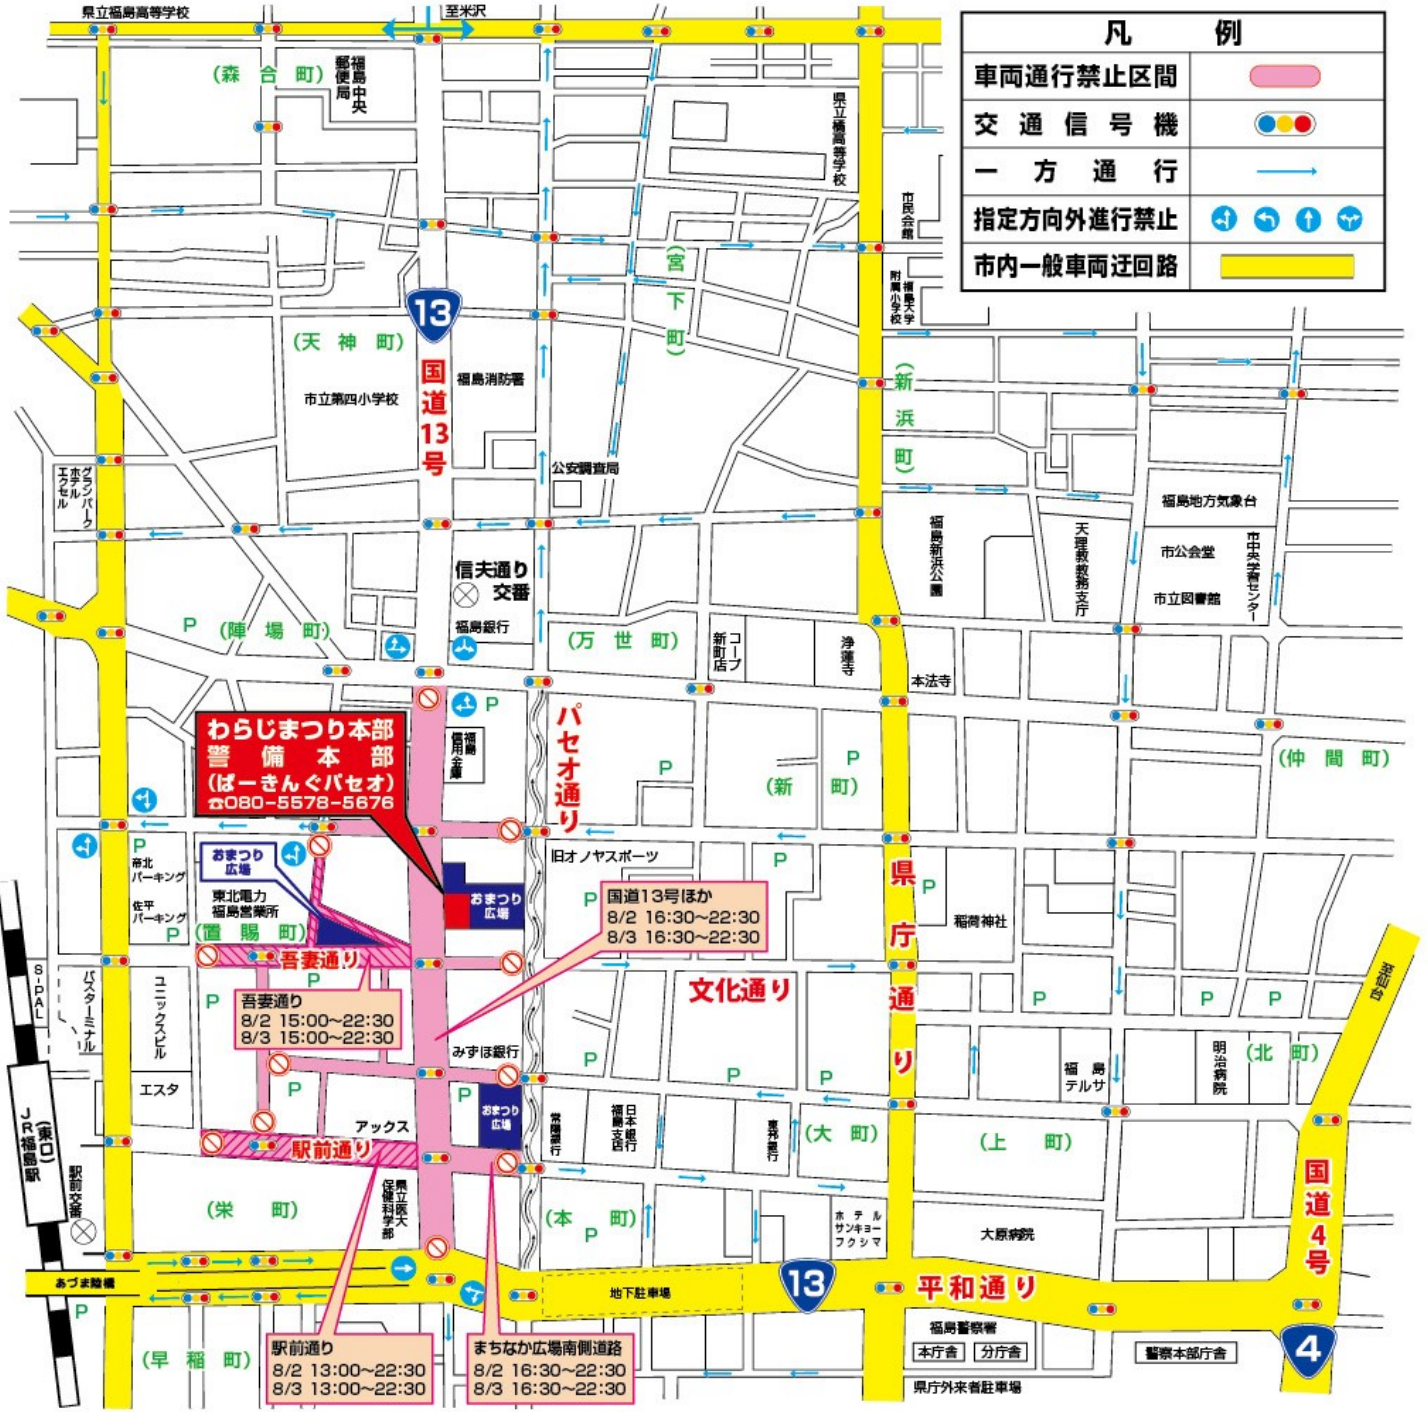 凡 例
車両通行禁止区間
交通信号機
一方通行
指定方向外進行禁止
市内一般車両迂回路
県立福島高等学校
至米沢
(森合町)
福島中央
郵便局
県立橘高等学校
市民会館
福島大学
附属小学校
(宮下町)
13
(天神町)
国道13号
福島消防署
市立第四小学校
(新浜町)
公安調査局
グランパーク
ホテル
エクセル
福島地方気象台
福島新浜公園
天理教教務支庁
市公会堂
市中央学習センター
市立図書館
信夫通り
交番
福島銀行
P
(陣場町)
(万世町)
コープ
新町店
浄蓮寺
本法寺
P
わらじまつり本部
警備本部
(ぱーきんぐパセオ)
☎080-5578-5676
福島
信用金庫
パセオ通り
P
P
(新町)
(仲間町)
P
帝北
パーキング
佐平
パーキング
P
おまつり
広場
東北電力
福島営業所
(置賜町)
旧オノヤスポーツ
P
P
おまつり
広場
国道13号ほか
8/2 16:30～22:30
8/3 16:30～22:30
県庁通り
P
稲荷神社
吾妻通り
文化通り
S-PAL
バスターミナル
ユニックスビル
P
P
吾妻通り
8/2 15:00～22:30
8/3 15:00～22:30
P
P
P
至仙台
みずほ銀行
P
P
P
福島
テルサ
明治病院
(北町)
エスタ
P
P
おまつり
広場
アックス
常陽銀行
日本銀行
福島支店
東邦銀行
(大町)
(上町)
JR福島駅
(東口)
駅前通り
駅前交番
(栄町)
県立医大
保健科学部
(本町)
P
ホテル
サンキョー
フクシマ
大原病院
国道4号
あづま陸橋
P
地下駐車場
13
平和通り
(早稲町)
駅前通り
8/2 13:00～22:30
8/3 13:00～22:30
まちなか広場南側道路
8/2 16:30～22:30
8/3 16:30～22:30
福島警察署
本庁舎
分庁舎
警察本部庁舎
4
県庁外来者駐車場